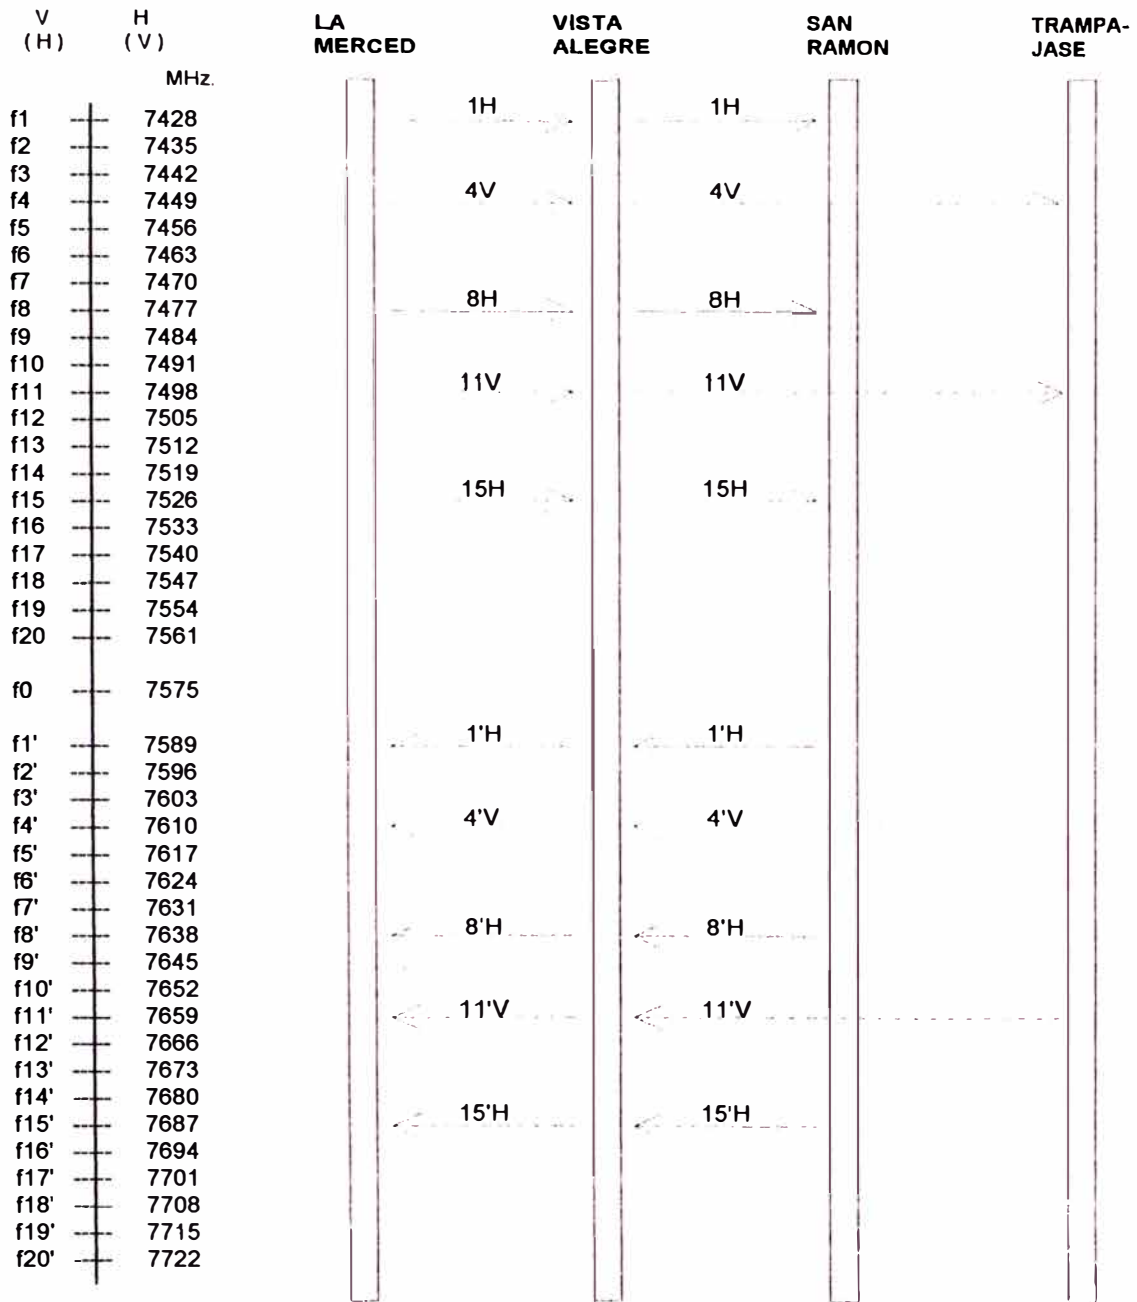 V H LA VISTA SAN TRAMPA-
(H) (V) MERCED ALEGRE RAMON JASE
MHz.
f1 7428 1H 1H
f2 7435
f3 7442
f4 7449 4V 4V
f5 7456
f6 7463
f7 7470
f8 7477 8H 8H
f9 7484
f10 7491
f11 7498 11V 11V
f12 7505
f13 7512
f14 7519
f15 7526 15H 15H
f16 7533
f17 7540
f18 7547
f19 7554
f20 7561
f0 7575
f1' 7589 1'H 1'H
f2' 7596
f3' 7603
f4' 7610 4'V 4'V
f5' 7617
f6' 7624
f7' 7631
f8' 7638 8'H 8'H
f9' 7645
f10' 7652
f11' 7659 11'V 11'V
f12' 7666
f13' 7673
f14' 7680
f15' 7687 15'H 15'H
f16' 7694
f17' 7701
f18' 7708
f19' 7715
f20' 7722